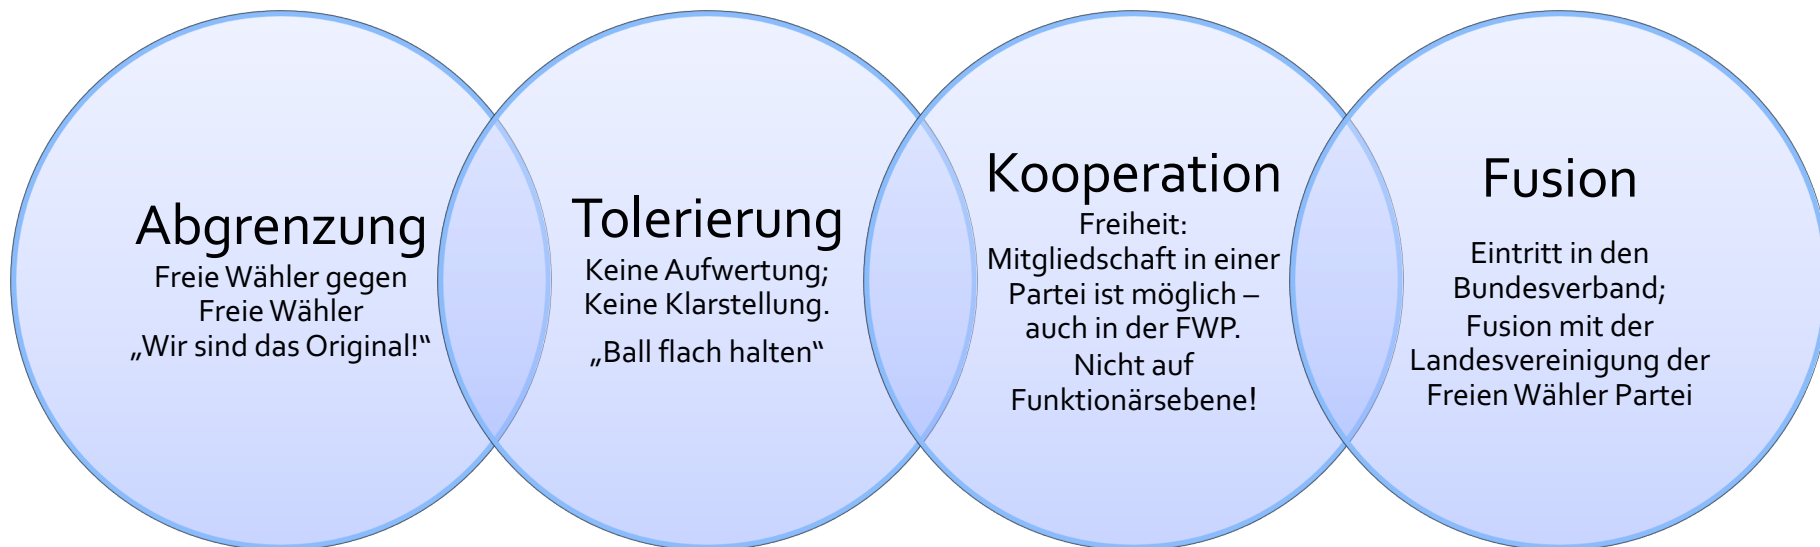 Abgrenzung
Freie Wähler gegen
Freie Wähler
„Wir sind das Original!“
Tolerierung
Keine Aufwertung;
Keine Klarstellung.
„Ball flach halten“
Kooperation
Freiheit:
Mitgliedschaft in einer
Partei ist möglich –
auch in der FWP.
Nicht auf
Funktionärsebene!
Fusion
Eintritt in den
Bundesverband;
Fusion mit der
Landesvereinigung der
Freien Wähler Partei